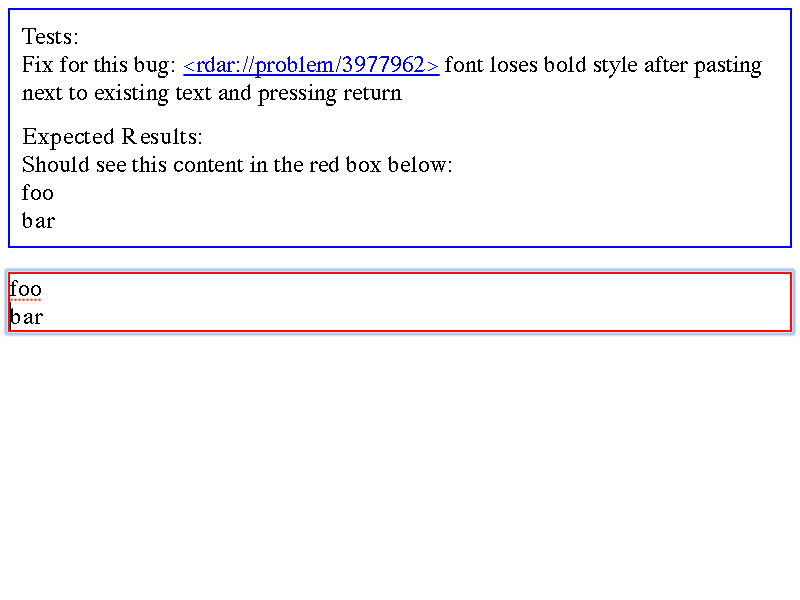 Tests:
Fix for this bug: <rdar://problem/3977962> font loses bold style after pasting
next to existing text and pressing return
Expected Results:
Should see this content in the red box below:
foo
bar
foo
bar